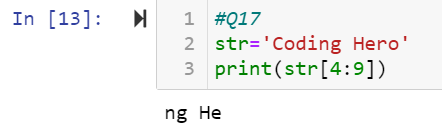 In [13]:
1 #Q17
2 str='Coding Hero'
3 print(str[4:9])
ng He